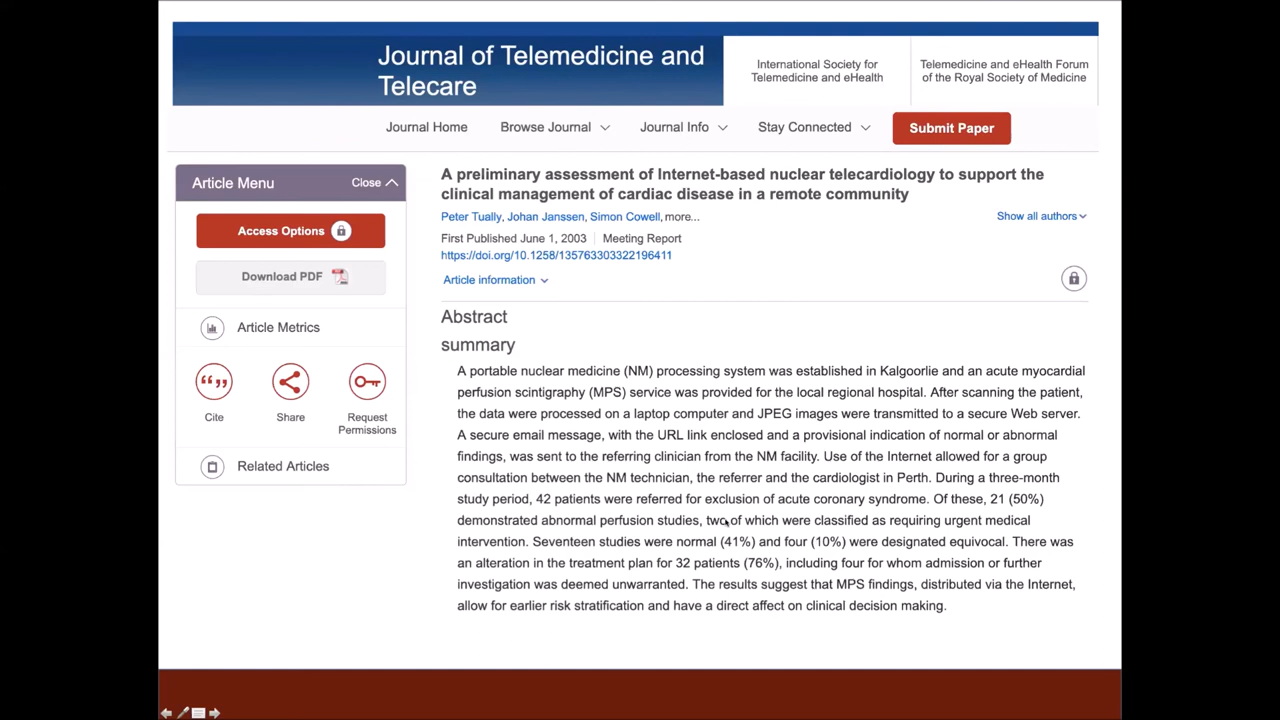 Journal of Telemedicine and
Telecare
International Society for
Telemedicine and eHealth
Telemedicine and eHealth Forum
of the Royal Society of Medicine
Journal Home
Browse Journal
Journal Info
Stay Connected
Submit Paper
Article Menu
Close
Access Options
Download PDF
Article Metrics
Cite
Share
Request
Permissions
Related Articles
A preliminary assessment of Internet-based nuclear telecardiology to support the
clinical management of cardiac disease in a remote community
Peter Tually, Johan Janssen, Simon Cowell, more...
Show all authors
First Published June 1, 2003 | Meeting Report
https://doi.org/10.1258/135763303322196411
Article information
Abstract
summary
A portable nuclear medicine (NM) processing system was established in Kalgoorlie and an acute myocardial
perfusion scintigraphy (MPS) service was provided for the local regional hospital. After scanning the patient,
the data were processed on a laptop computer and JPEG images were transmitted to a secure Web server.
A secure email message, with the URL link enclosed and a provisional indication of normal or abnormal
findings, was sent to the referring clinician from the NM facility. Use of the Internet allowed for a group
consultation between the NM technician, the referrer and the cardiologist in Perth. During a three-month
study period, 42 patients were referred for exclusion of acute coronary syndrome. Of these, 21 (50%)
demonstrated abnormal perfusion studies, two of which were classified as requiring urgent medical
intervention. Seventeen studies were normal (41%) and four (10%) were designated equivocal. There was
an alteration in the treatment plan for 32 patients (76%), including four for whom admission or further
investigation was deemed unwarranted. The results suggest that MPS findings, distributed via the Internet,
allow for earlier risk stratification and have a direct affect on clinical decision making.